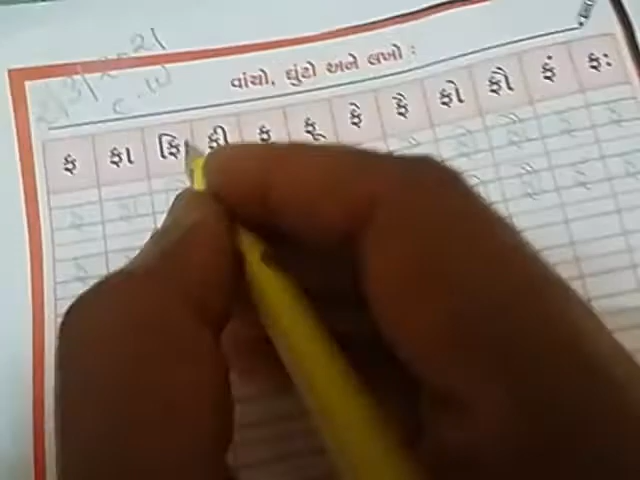 વાંચો, ઘુંટો અને લખો :
C.W
ફ ફા ફિ ફી ફુ ફૂ ફે ફૈ ફો ફૌ ફં ફઃ